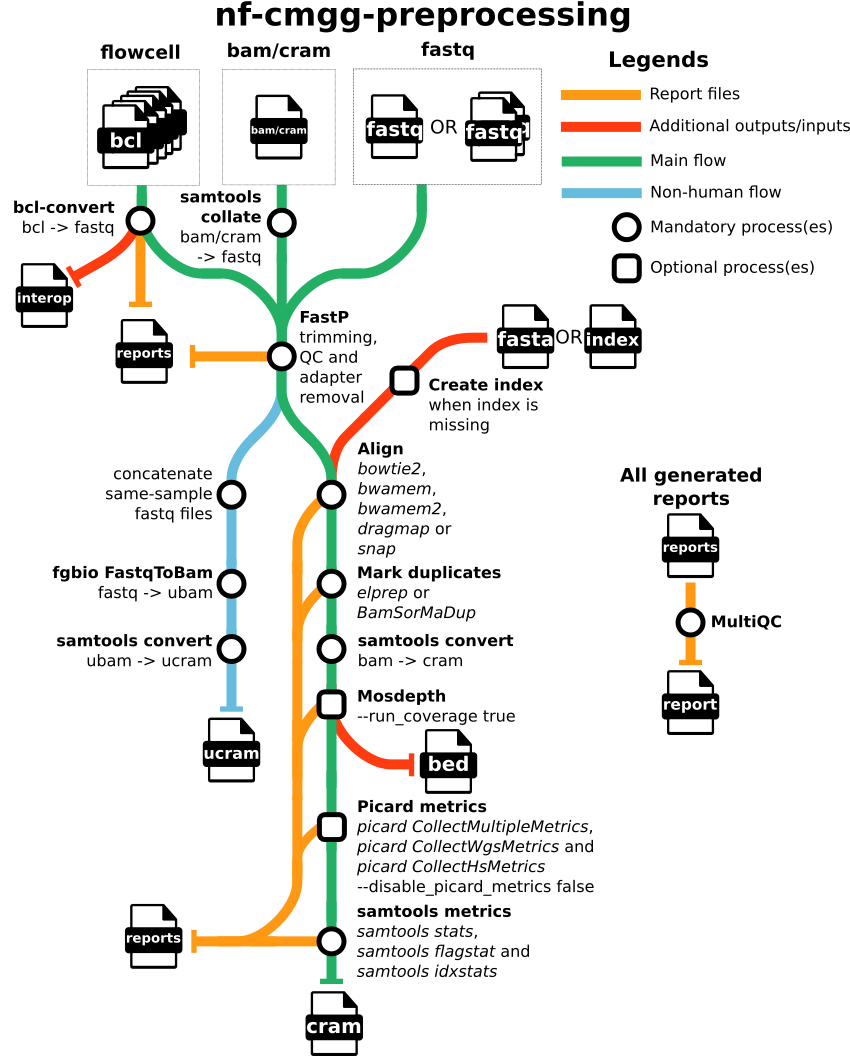 nf-cmgg-preprocessing
flowcell
bam/cram
fastq
bcl
bam/cram
fastq
OR
fastq
Legends
Report files
Additional outputs/inputs
Main flow
Non-human flow
Mandatory process(es)
Optional process(es)
bcl-convert
bcl -> fastq
samtools
collate
bam/cram
-> fastq
interop
reports
FastP
trimming,
QC and
adapter
removal
fasta
OR
index
Create index
when index is
missing
concatenate
same-sample
fastq files
fgbio FastqToBam
fastq -> ubam
samtools convert
ubam -> ucram
ucram
Align
bowtie2,
bwamem,
bwamem2,
dragmap or
snap
Mark duplicates
elprep or
BamSorMaDup
samtools convert
bam -> cram
Mosdepth
--run_coverage true
bed
Picard metrics
picard CollectMultipleMetrics,
picard CollectWgsMetrics and
picard CollectHsMetrics
--disable_picard_metrics false
samtools metrics
samtools stats,
samtools flagstat and
samtools idxstats
reports
cram
All generated
reports
reports
MultiQC
report